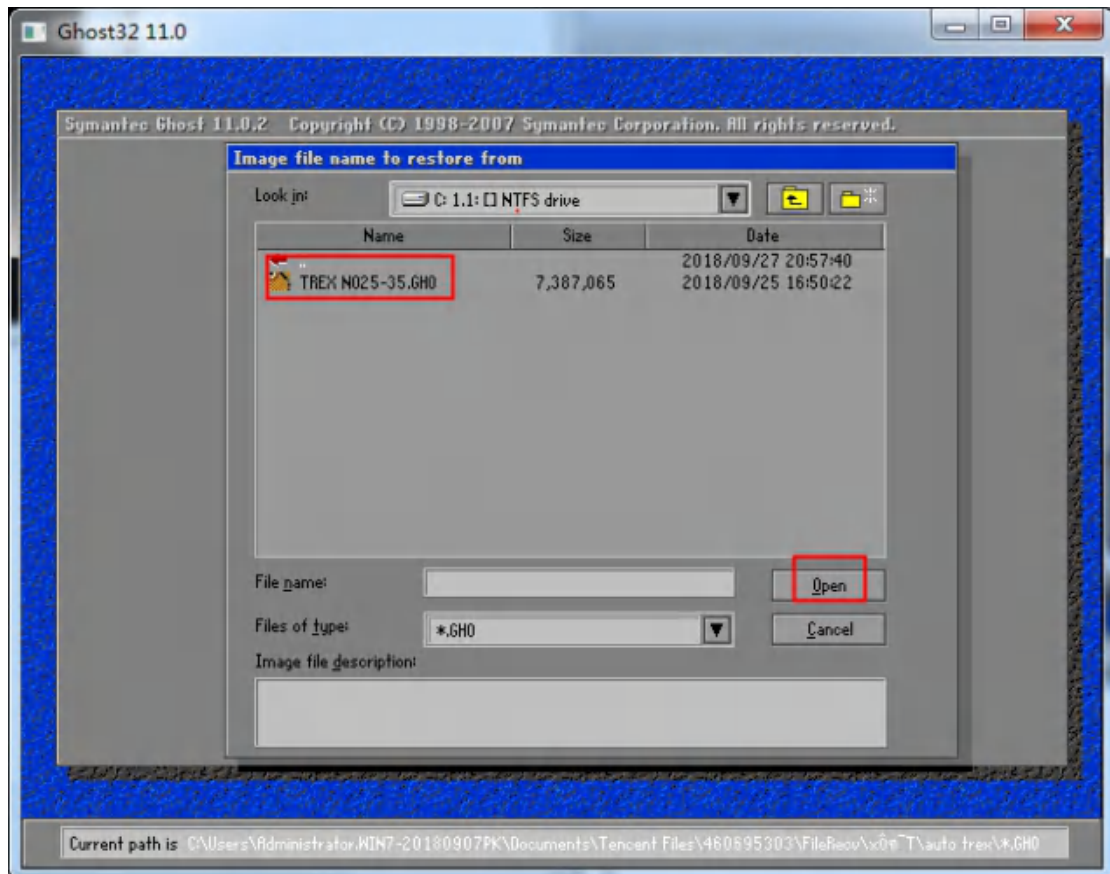 Ghost32 11.0
Symantec Ghost 11.0.2 Copyright (C) 1998-2007 Symantec Corporation. All rights reserved.
Image file name to restore from
Look in: C: 1.1: [] NTFS drive
Name Size Date
.. 2018/09/27 20:57:40
TREX N025-35.GHO 7,387,065 2018/09/25 16:50:22
File name: Open
Files of type: *.GHO Cancel
Image file description:
Current path is C:\Users\Administrator.WIN7-20180907PK\Documents\Tencent Files\460695303\FileRecv\ \auto trex\*.GHO